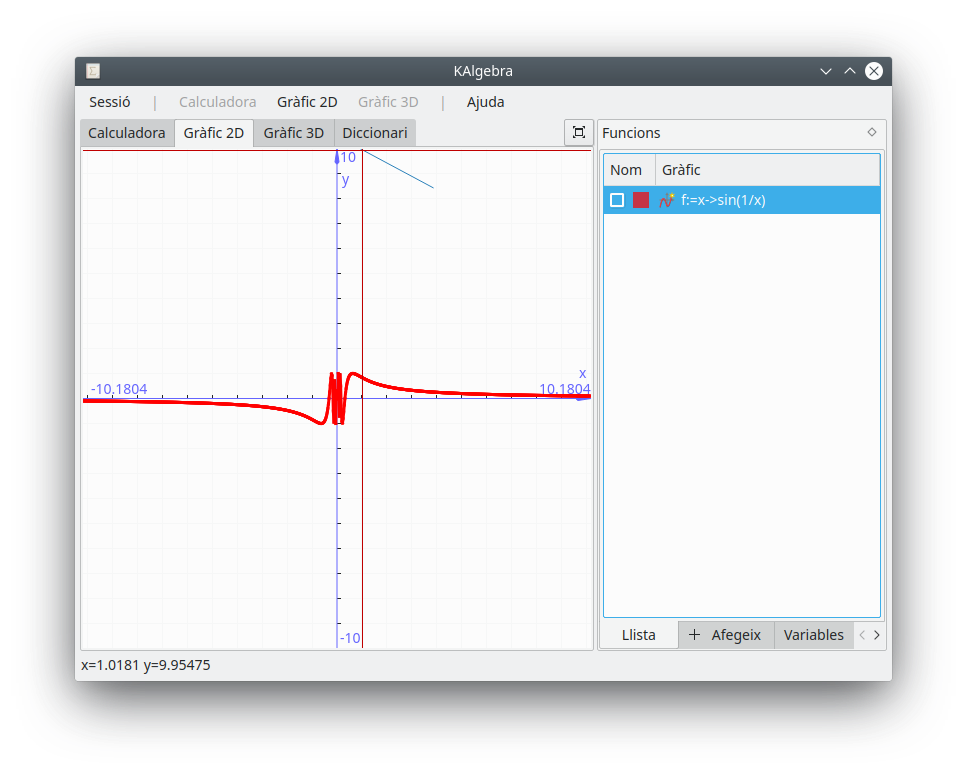 KAlgebra
Sessió | Calculadora Gràfic 2D Gràfic 3D | Ajuda
Calculadora Gràfic 2D Gràfic 3D Diccionari
Funcions
Nom Gràfic
f:=x->sin(1/x)
10
y
x
-10.1804 10.1804
-10
Llista + Afegeix Variables
x=1.0181 y=9.95475